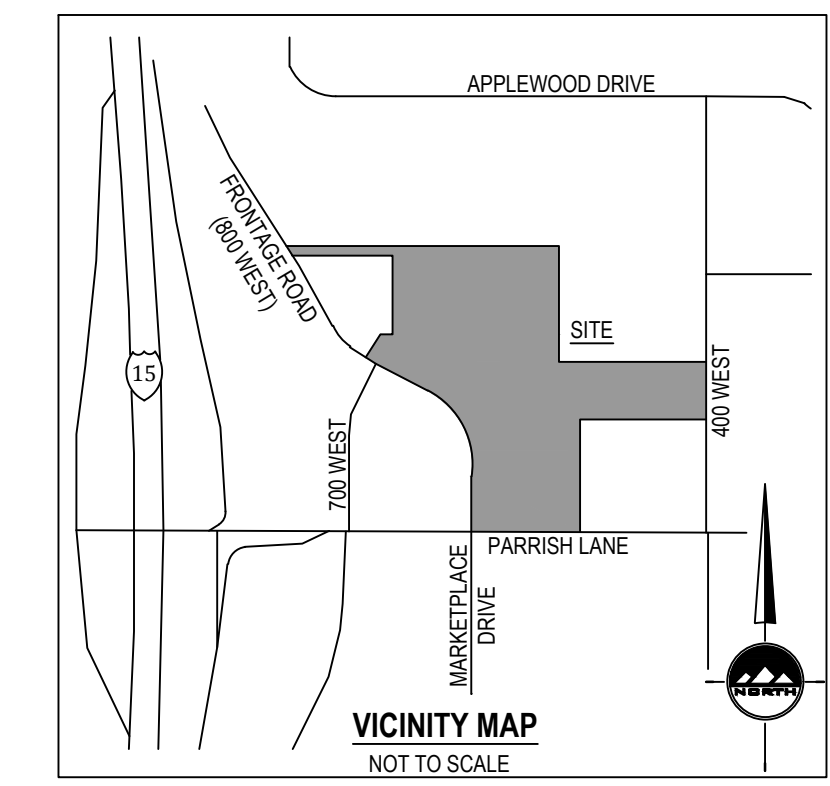 APPLEWOOD DRIVE
FRONTAGE ROAD
(800 WEST)
SITE
15
400 WEST
700 WEST
PARRISH LANE
MARKETPLACE
DRIVE
NORTH
VICINITY MAP
NOT TO SCALE